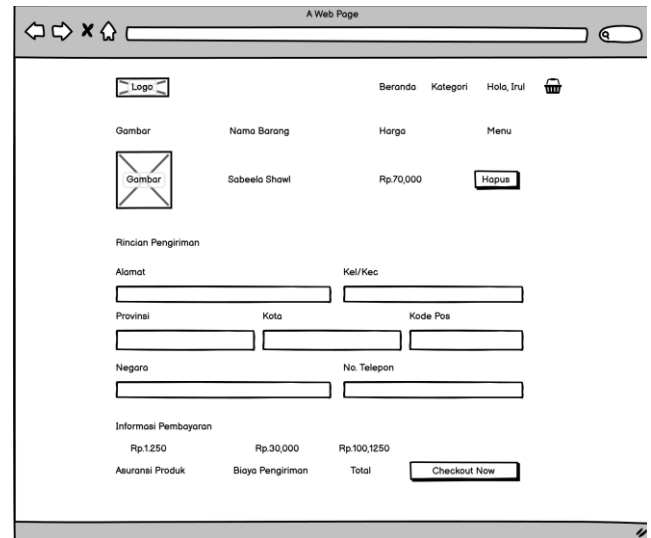 A Web Page
Logo Beranda Kategori Hola, Irul
Gambar Nama Barang Harga Menu
Gambar Sabeela Shawl Rp.70,000 Hapus
Rincian Pengiriman
Alamat Kel/Kec
Provinsi Kota Kode Pos
Negara No. Telepon
Informasi Pembayaran
Rp.1.250 Rp.30,000 Rp.100,1250
Asuransi Produk Biaya Pengiriman Total Checkout Now